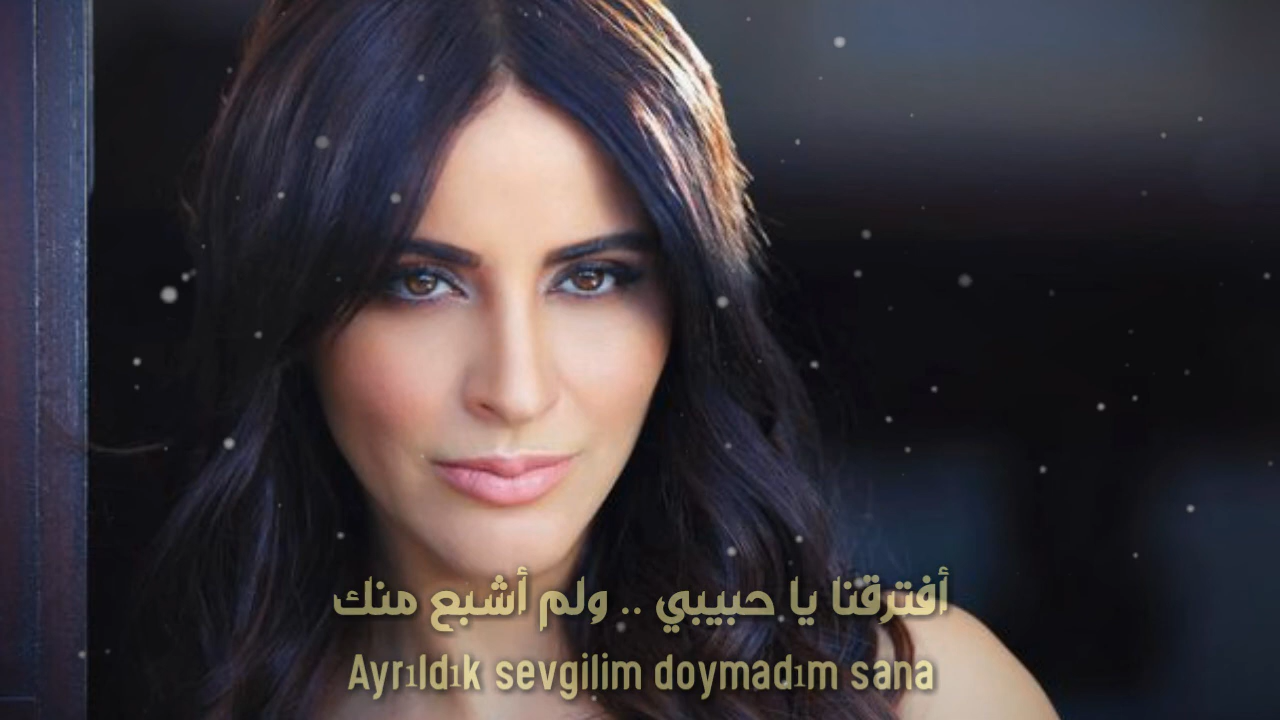 أفترقنا يا حبيبي .. ولم أشبع منك
Ayrıldık sevgilim doymadım sana